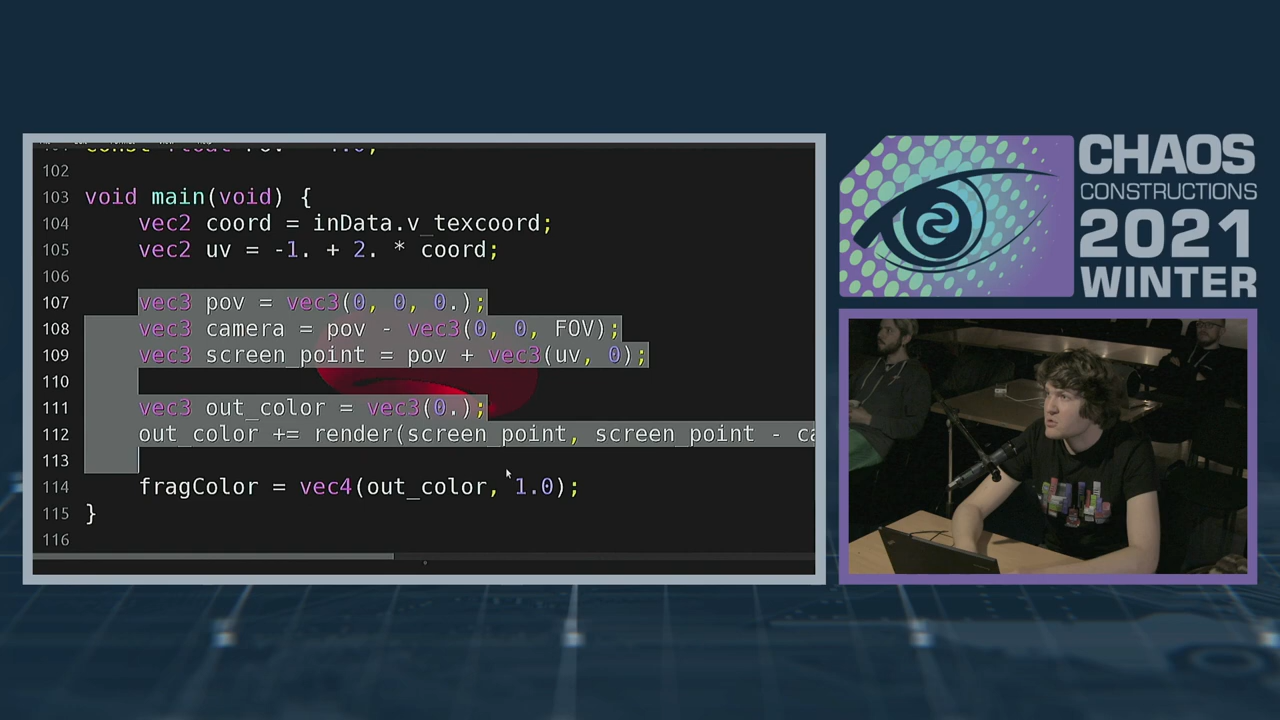 102
103 void main(void) {
104 vec2 coord = inData.v_texcoord;
105 vec2 uv = -1. + 2. * coord;
106
107 vec3 pov = vec3(0, 0, 0.);
108 vec3 camera = pov - vec3(0, 0, FOV);
109 vec3 screen_point = pov + vec3(uv, 0);
110
111 vec3 out_color = vec3(0.);
112 out_color += render(screen_point, screen_point - ca
113
114 fragColor = vec4(out_color, 1.0);
115 }
116
CHAOS
CONSTRUCTIONS
2021
WINTER